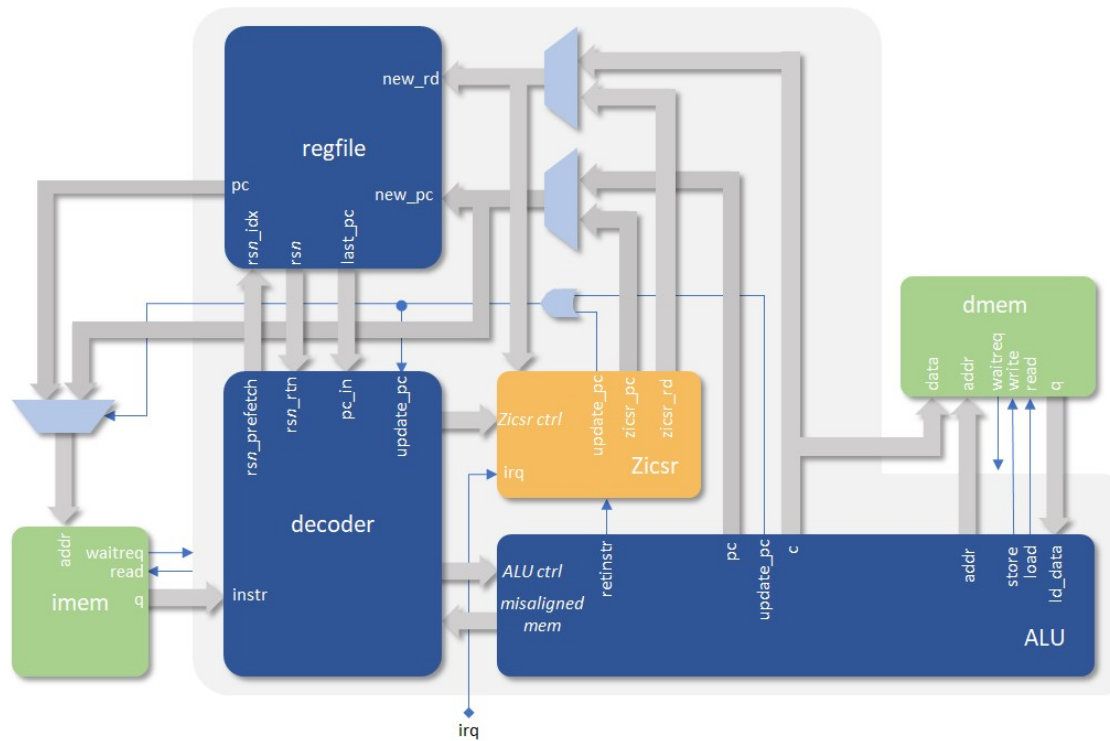 new_rd
regfile
pc
new_pc
rsn_idx
rsn
last_pc
dmem
data
addr
waitreq
write
read
q
rsn_prefetch
rsn_rtn
pc_in
update_pc
Zicsr ctrl
update_pc
zicsr_pc
zicsr_rd
irq
Zicsr
decoder
addr
waitreq
read
imem
q
instr
ALU ctrl
misaligned
mem
retinstr
pc
update_pc
c
addr
store
load
ld_data
ALU
irq